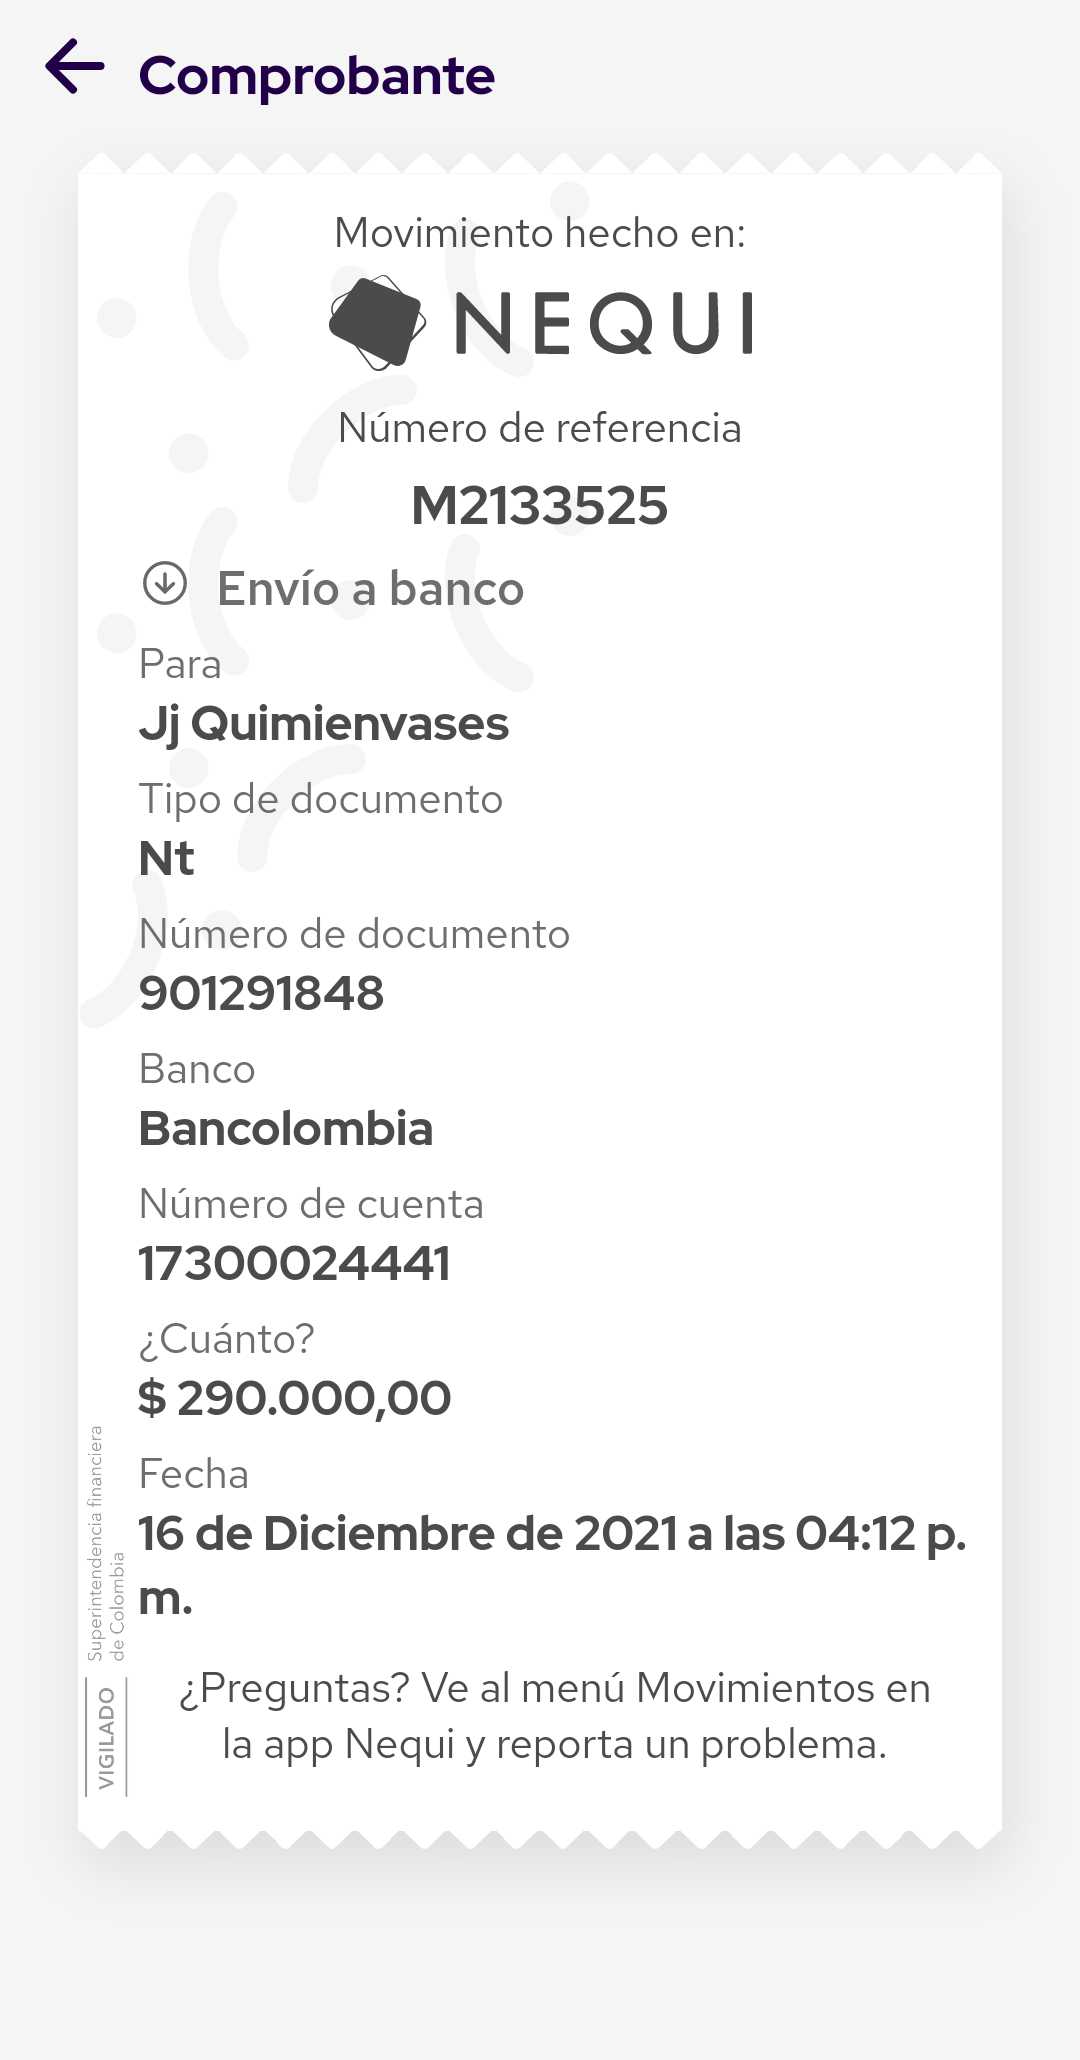 Comprobante
Movimiento hecho en:
NEQUI
Número de referencia
M2133525
Envío a banco
Para
Jj Quimienvases
Tipo de documento
Nt
Número de documento
901291848
Banco
Bancolombia
Número de cuenta
17300024441
¿Cuánto?
$ 290.000,00
Fecha
16 de Diciembre de 2021 a las 04:12 p.
m.
¿Preguntas? Ve al menú Movimientos en
la app Nequi y reporta un problema.
VIGILADO
Superintendencia financiera
de Colombia